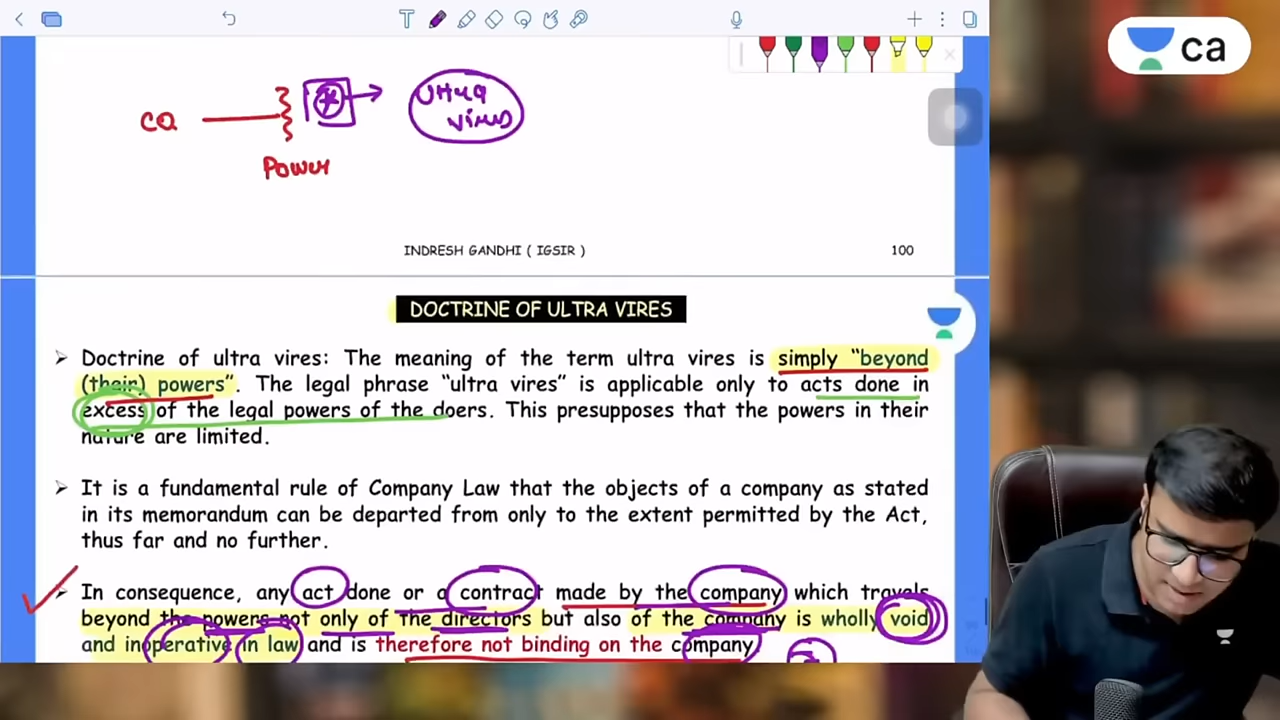 ca
ca
Power
ultra
vires
INDRESH GANDHI ( IGSIR )
100
DOCTRINE OF ULTRA VIRES
➢ Doctrine of ultra vires: The meaning of the term ultra vires is simply “beyond
(their) powers”. The legal phrase “ultra vires” is applicable only to acts done in
excess of the legal powers of the doers. This presupposes that the powers in their
nature are limited.
➢ It is a fundamental rule of Company Law that the objects of a company as stated
in its memorandum can be departed from only to the extent permitted by the Act,
thus far and no further.
➢ In consequence, any act done or a contract made by the company which travels
beyond the powers not only of the directors but also of the company is wholly void
and inoperative in law and is therefore not binding on the company.